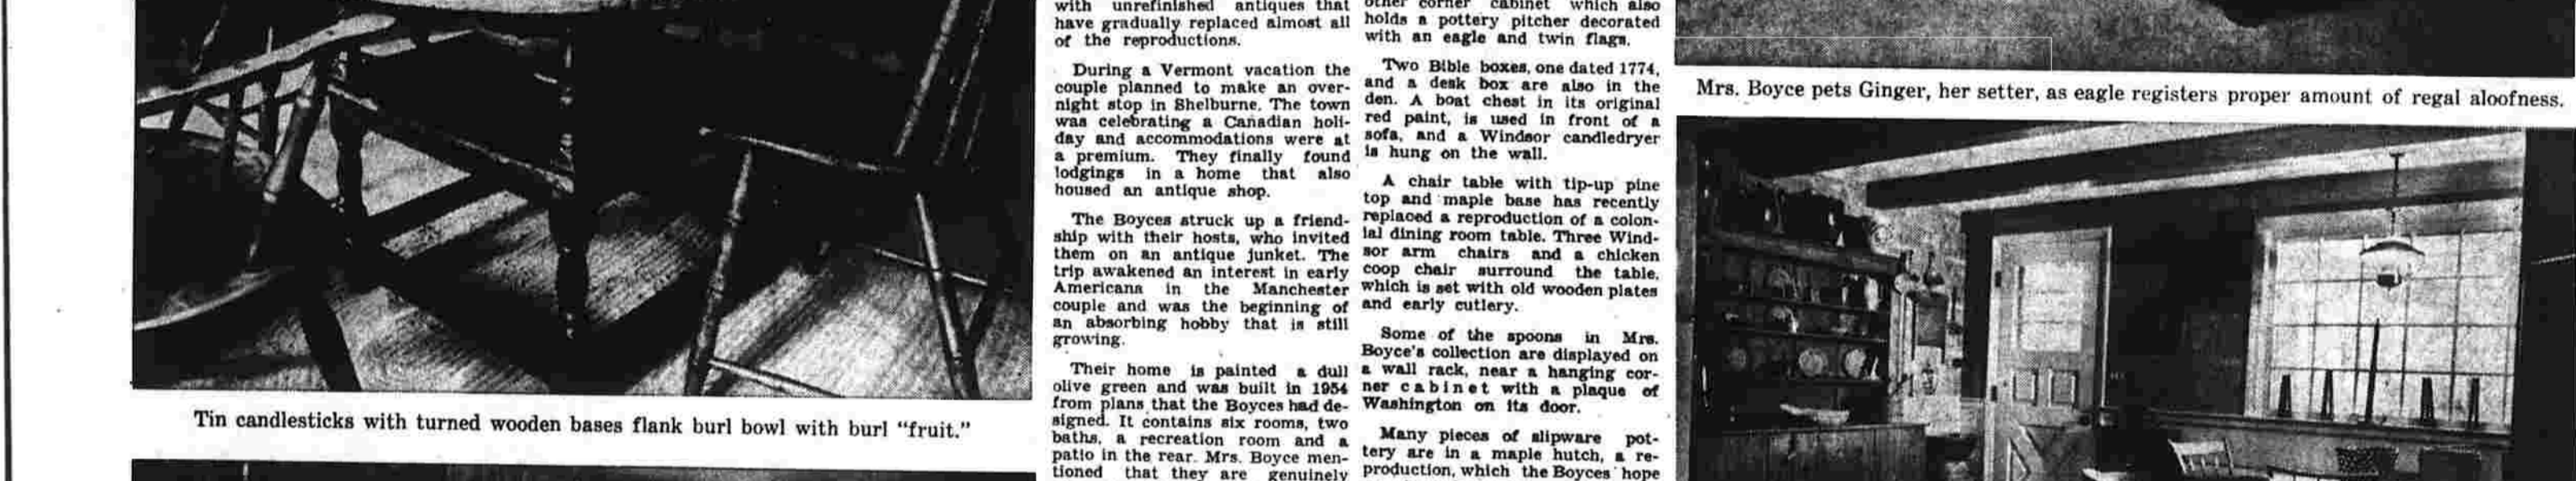 with unrefinished antiques that
have gradually replaced almost all
of the reproductions.
During a Vermont vacation the
couple planned to make an over-
night stop in Shelburne. The town
was celebrating a Canadian holi-
day and accommodations were at
a premium. They finally found
lodgings in a home that also
housed an antique shop.
The Boyces struck up a friend-
ship with their hosts, who invited
them on an antique junket. The
trip awakened an interest in early
Americana in the Manchester
couple and was the beginning of
an absorbing hobby that is still
growing.
Their home is painted a dull
olive green and was built in 1954
from plans that the Boyces had de-
signed. It contains six rooms, two
baths, a recreation room and a
patio in the rear. Mrs. Boyce men-
tioned that they are genuinely
other corner cabinet which also
holds a pottery pitcher decorated
with an eagle and twin flags.
Two Bible boxes, one dated 1774,
and a desk box are also in the
den. A boat chest in its original
red paint, is used in front of a
sofa, and a Windsor candledryer
is hung on the wall.
A chair table with tip-up pine
top and maple base has recently
replaced a reproduction of a colon-
ial dining room table. Three Wind-
sor arm chairs and a chicken
coop chair surround the table,
which is set with old wooden plates
and early cutlery.
Some of the spoons in Mrs.
Boyce's collection are displayed on
a wall rack, near a hanging cor-
ner cabinet with a plaque of
Washington on its door.
Many pieces of slipware pot-
tery are in a maple hutch, a re-
production, which the Boyces hope
Tin candlesticks with turned wooden bases flank burl bowl with burl "fruit."
Mrs. Boyce pets Ginger, her setter, as eagle registers proper amount of regal aloofness.